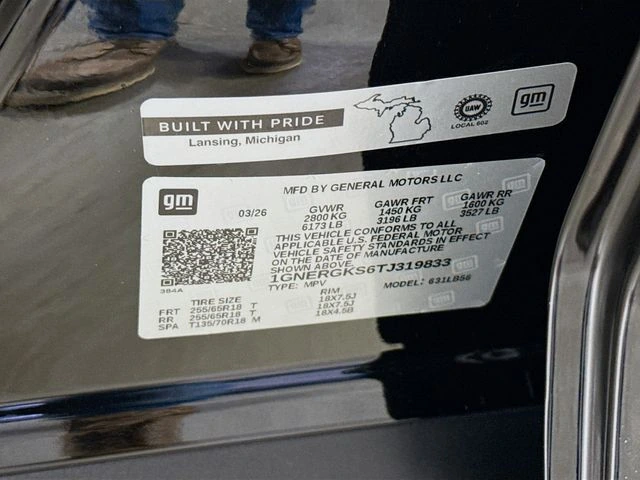 BUILT WITH PRIDE
Lansing, Michigan
UAW
LOCAL 602
gm
gm
MFD BY GENERAL MOTORS LLC
03/26
GVWR GAWR FRT GAWR RR
2800 KG 1450 KG 1600 KG
6173 LB 3196 LB 3527 LB
THIS VEHICLE CONFORMS TO ALL
APPLICABLE U.S. FEDERAL MOTOR
VEHICLE SAFETY STANDARDS IN EFFECT
ON THE DATE OF MANUFACTURE
SHOWN ABOVE.
1GNERGKS6TJ319833
TYPE: MPV MODEL: 631LB56
384A
TIRE SIZE RIM
FRT 255/65R18 T 18X7.5J
RR 255/65R18 T 18X7.5J
SPA T135/70R18 M 18X4.5B